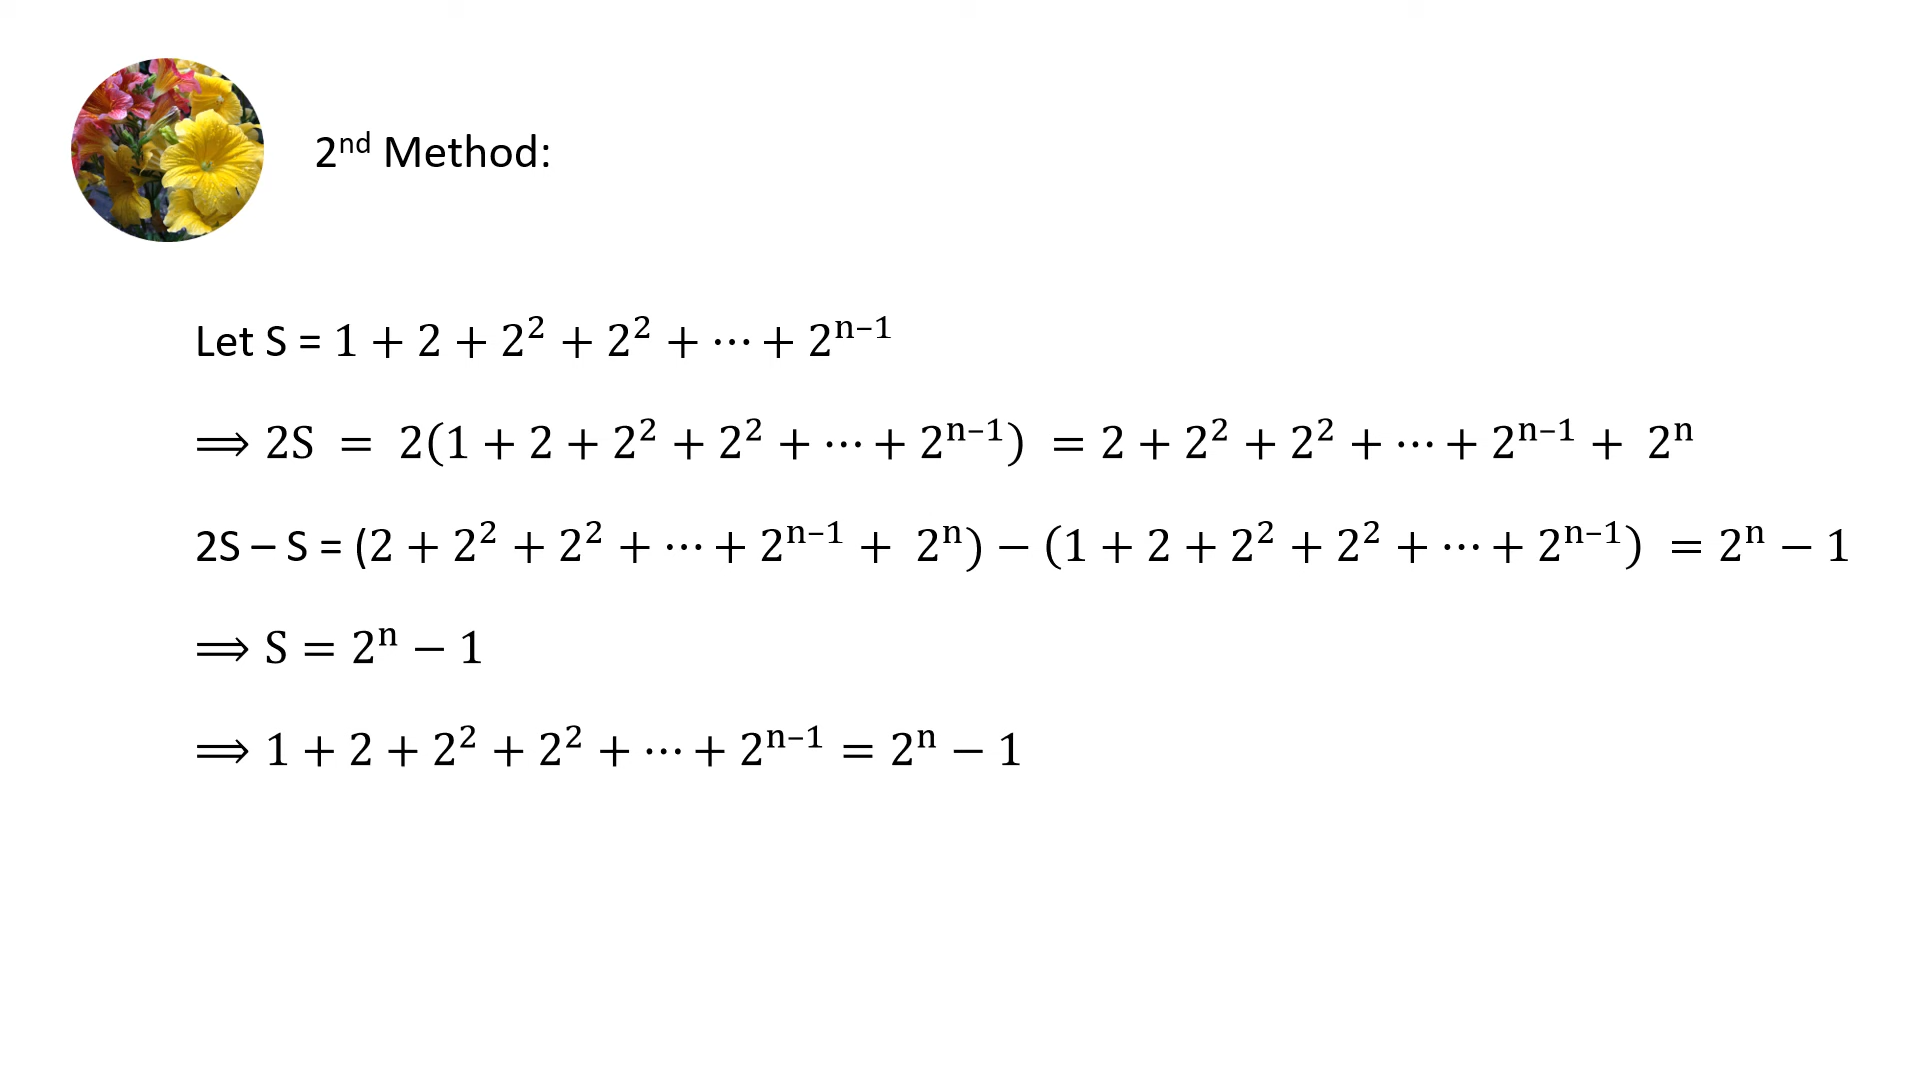 2ⁿᵈ Method:
Let S = 1 + 2 + 2² + 2² + ⋯ + 2ⁿ⁻¹
⟹ 2S = 2(1 + 2 + 2² + 2² + ⋯ + 2ⁿ⁻¹) = 2 + 2² + 2² + ⋯ + 2ⁿ⁻¹ + 2ⁿ
2S – S = (2 + 2² + 2² + ⋯ + 2ⁿ⁻¹ + 2ⁿ) − (1 + 2 + 2² + 2² + ⋯ + 2ⁿ⁻¹) = 2ⁿ − 1
⟹ S = 2ⁿ − 1
⟹ 1 + 2 + 2² + 2² + ⋯ + 2ⁿ⁻¹ = 2ⁿ − 1